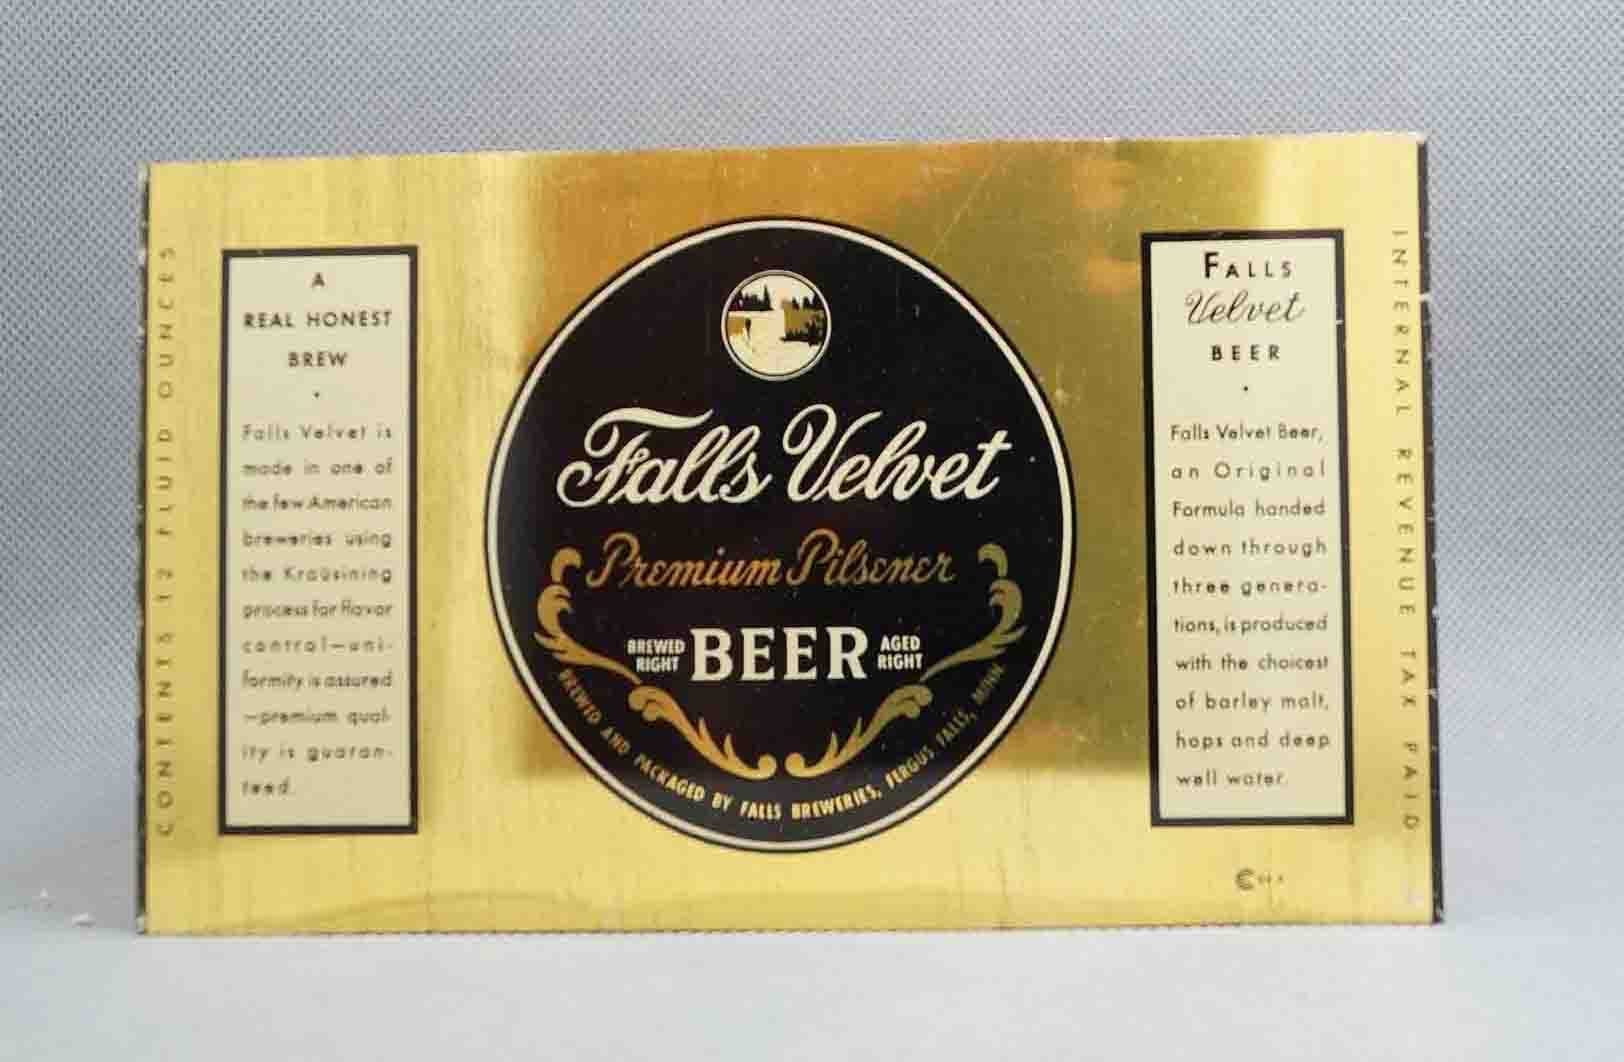 CONTENTS 12 FLUID OUNCES
A
REAL HONEST
BREW
Falls Velvet is
made in one of
the few American
breweries using
the Kraüsining
process for flavor
control—uni-
formity is assured
—premium qual-
ity is guaran-
teed.
Falls Velvet
Premium Pilsener
BREWED
RIGHT
BEER
AGED
RIGHT
BREWED AND PACKAGED BY FALLS BREWERIES, FERGUS FALLS, MINN
FALLS
Velvet
BEER
Falls Velvet Beer,
an Original
Formula handed
down through
three genera-
tions, is produced
with the choicest
of barley malt,
hops and deep
well water.
INTERNAL REVENUE TAX PAID